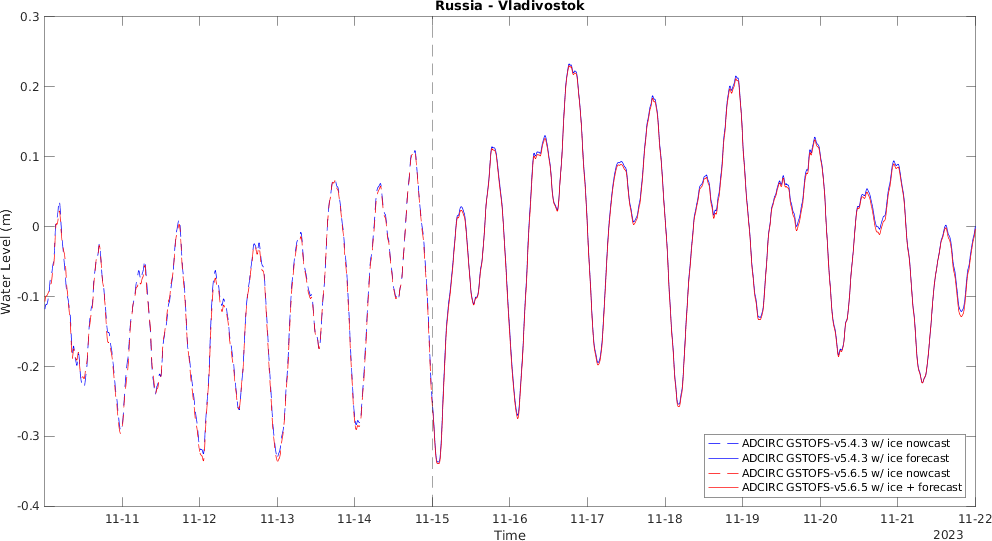 Russia - Vladivostok
0.3
0.2
0.1
0
-0.1
-0.2
-0.3
-0.4
Water Level (m)
ADCIRC GSTOFS-v5.4.3 w/ ice nowcast
ADCIRC GSTOFS-v5.4.3 w/ ice forecast
ADCIRC GSTOFS-v5.6.5 w/ ice nowcast
ADCIRC GSTOFS-v5.6.5 w/ ice + forecast
11-11 11-12 11-13 11-14 11-15 11-16 11-17 11-18 11-19 11-20 11-21 11-22
Time
2023